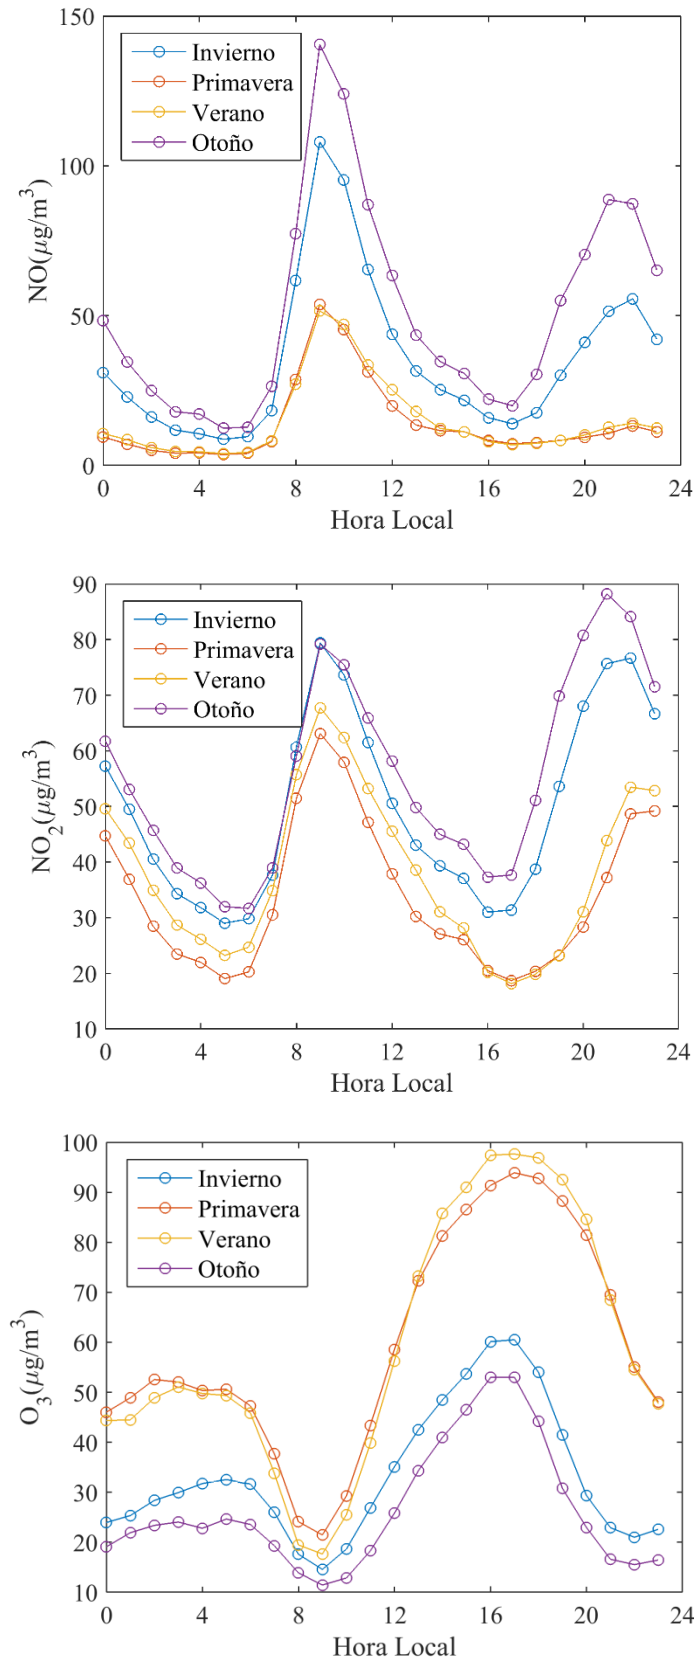 150
100
50
0
NO(μg/m³)
Invierno
Primavera
Verano
Otoño
0 4 8 12 16 20 24
Hora Local
90
80
70
60
50
40
30
20
10
NO₂(μg/m³)
Invierno
Primavera
Verano
Otoño
0 4 8 12 16 20 24
Hora Local
100
90
80
70
60
50
40
30
20
10
O₃(μg/m³)
Invierno
Primavera
Verano
Otoño
0 4 8 12 16 20 24
Hora Local